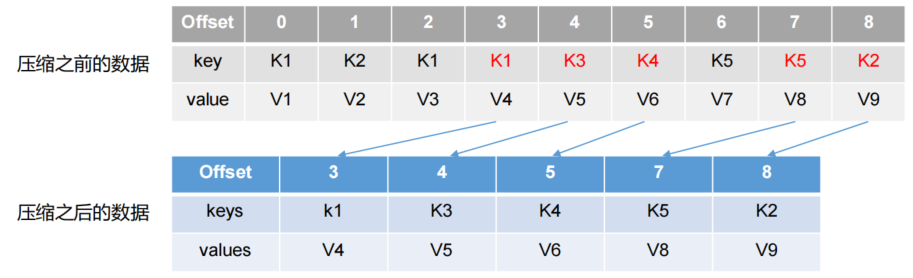 Offset 0 1 2 3 4 5 6 7 8
压缩之前的数据 key K1 K2 K1 K1 K3 K4 K5 K5 K2
value V1 V2 V3 V4 V5 V6 V7 V8 V9
Offset 3 4 5 7 8
压缩之后的数据 keys k1 K3 K4 K5 K2
values V4 V5 V6 V8 V9